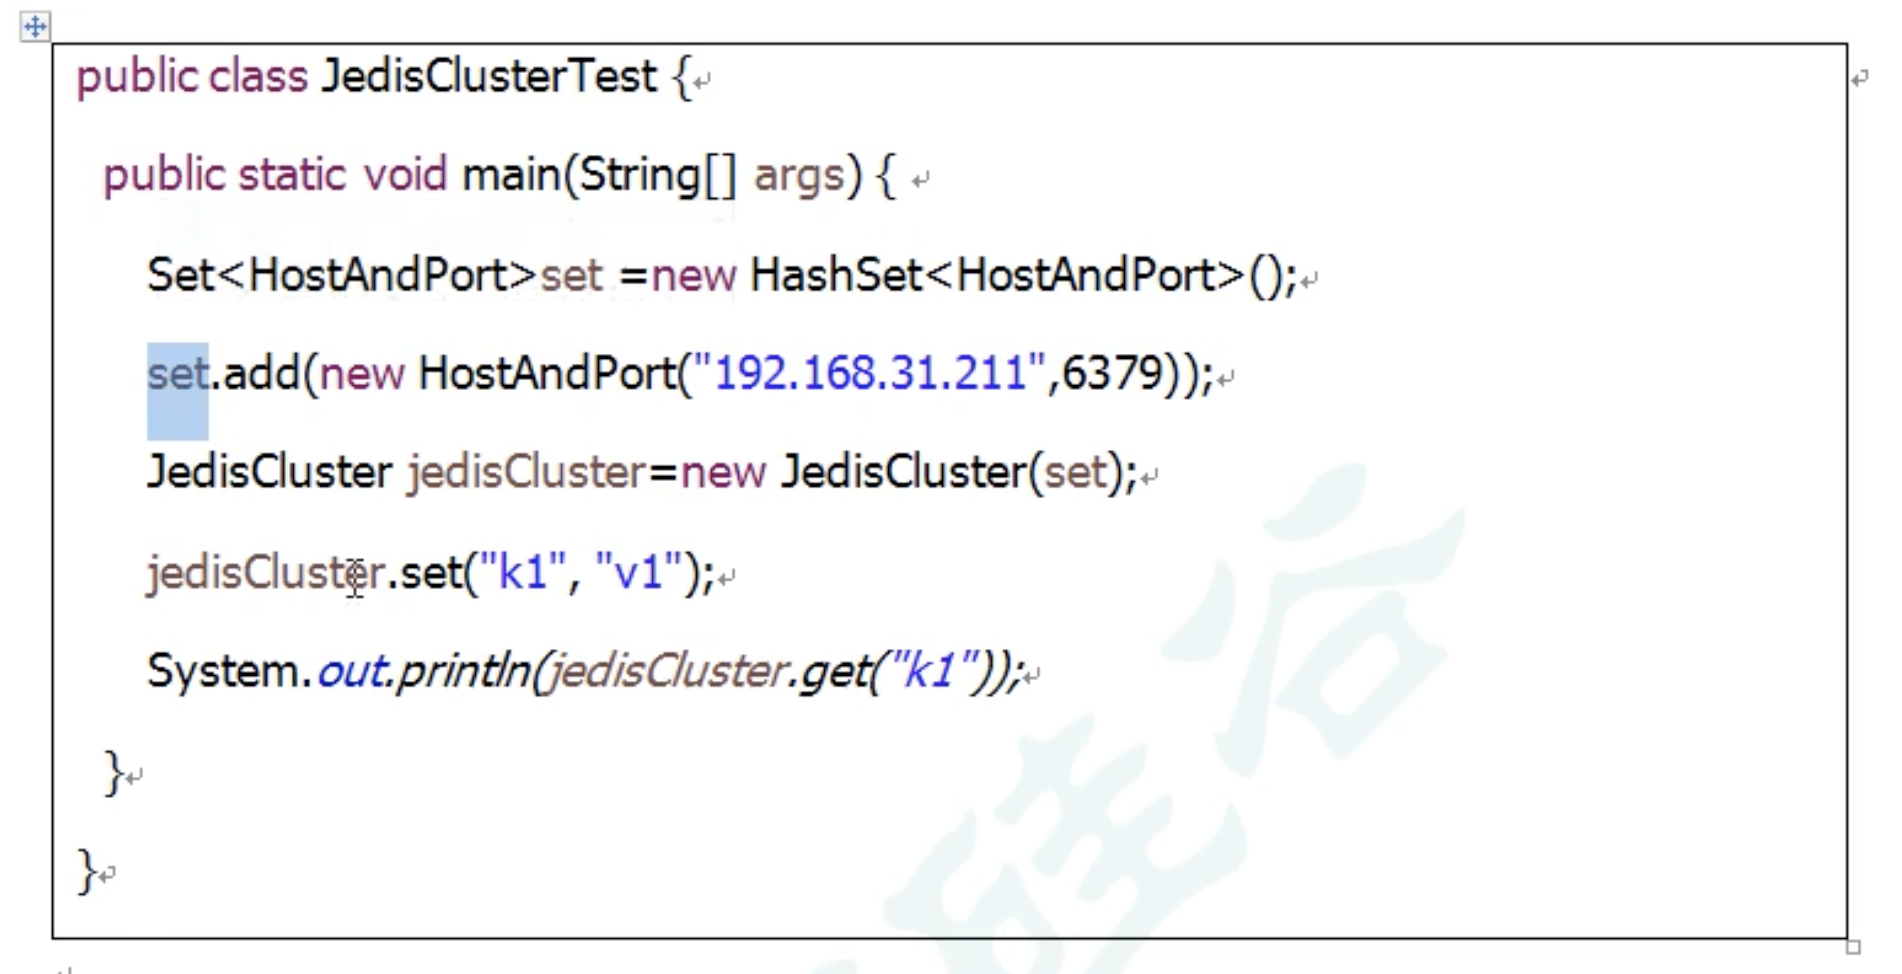 public class JedisClusterTest {
public static void main(String[] args) {
Set<HostAndPort>set =new HashSet<HostAndPort>();
set.add(new HostAndPort("192.168.31.211",6379));
JedisCluster jedisCluster=new JedisCluster(set);
jedisCluster.set("k1", "v1");
System.out.println(jedisCluster.get("k1"));
}
}
硅谷